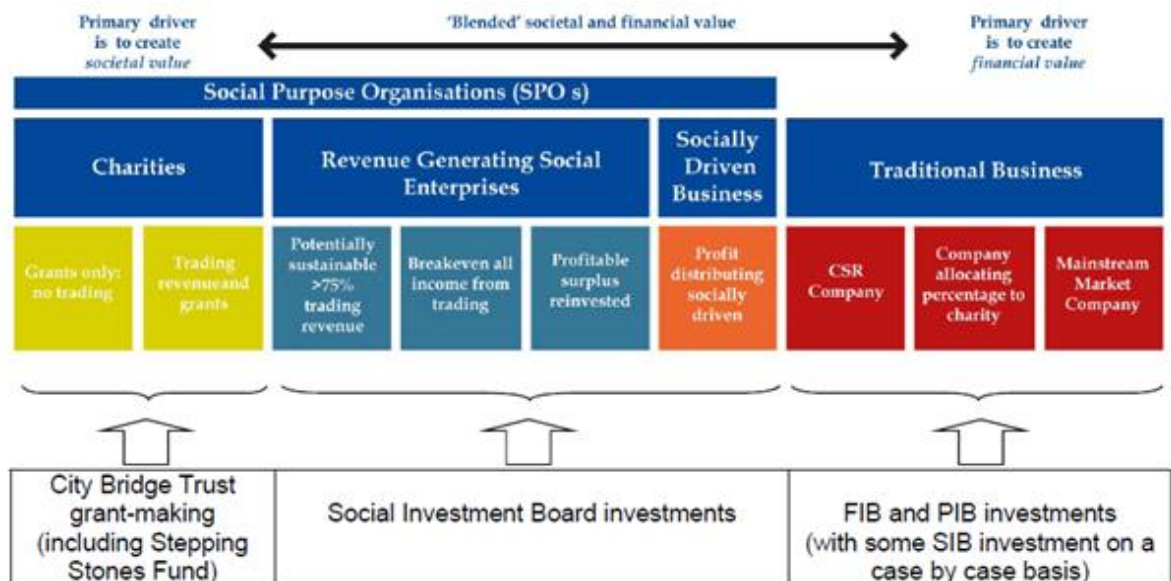 Primary driver
is to create
societal value
'Blended' societal and financial value
Primary driver
is to create
financial value
Social Purpose Organisations (SPO s)
Charities
Revenue Generating Social
Enterprises
Socially
Driven
Business
Traditional Business
Grants only:
no trading
Trading
revenueand
grants
Potentially
sustainable
>75%
trading
revenue
Breakeven all
income from
trading
Profitable
surplus
reinvested
Profit
distributing
socially
driven
CSR
Company
Company
allocating
percentage to
charity
Mainstream
Market
Company
City Bridge Trust
grant-making
(including Stepping
Stones Fund)
Social Investment Board investments
FIB and PIB investments
(with some SIB investment on a
case by case basis)